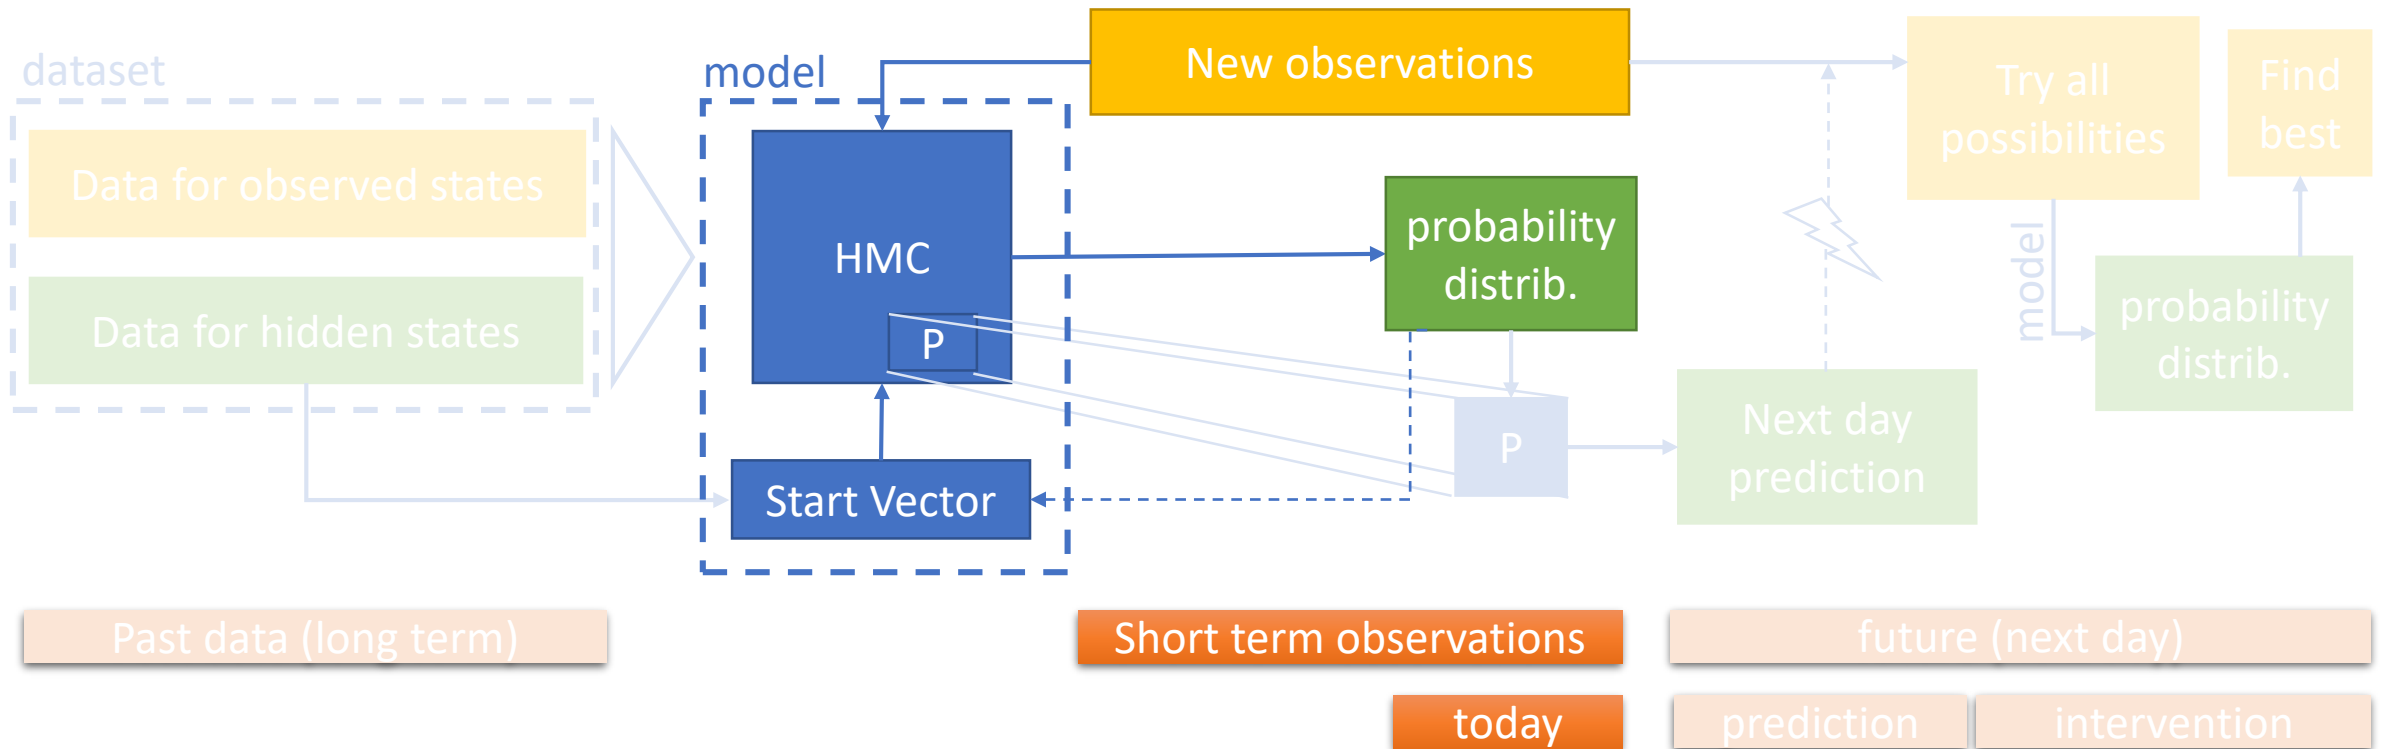 dataset
Data for observed states
Data for hidden states
model
HMC
P
Start Vector
New observations
probability
distrib.
P
Next day
prediction
Try all
possibilities
model
probability
distrib.
Find
best
Past data (long term)
Short term observations
future (next day)
today
prediction
intervention